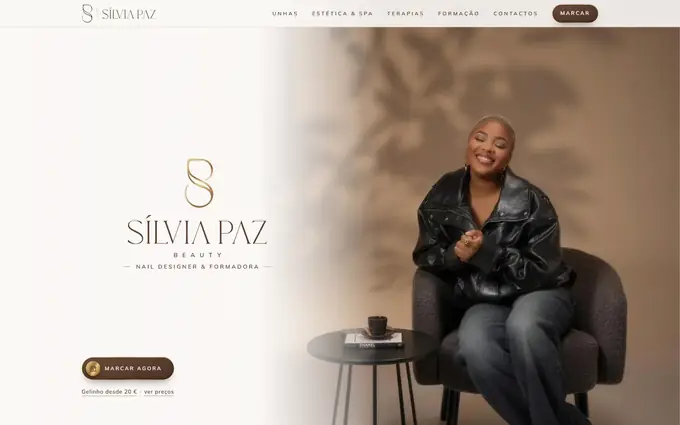 SÍLVIA PAZ
UNHAS
ESTÉTICA & SPA
TERAPIAS
FORMAÇÃO
CONTACTOS
MARCAR
SÍLVIA PAZ
BEAUTY
NAIL DESIGNER & FORMADORA
CHANEL
MARCAR AGORA
Gelinho desde 20 € · ver preços